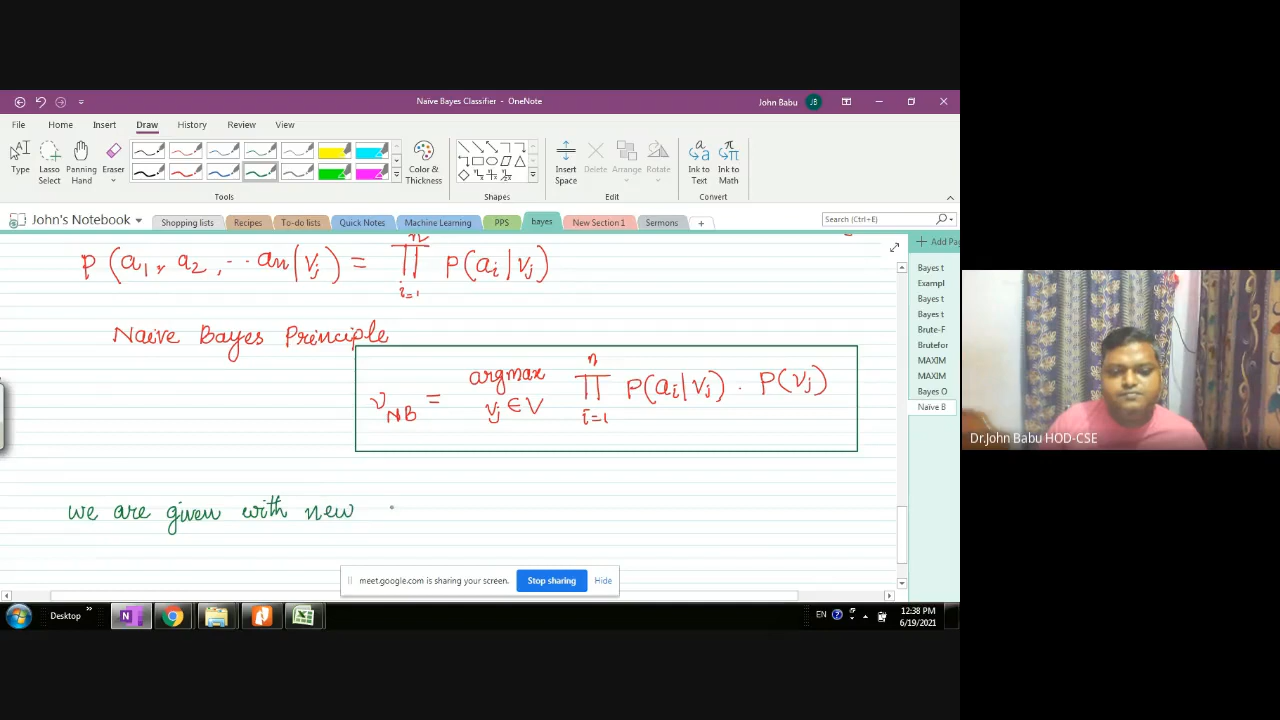 Naive Bayes Classifier - OneNote
John Babu JB
File Home Insert Draw History Review View
Type Lasso Select Panning Hand Eraser Color & Thickness Insert Space Delete Arrange Rotate Ink to Text Ink to Math
Tools Shapes Edit Convert
John's Notebook Shopping lists Recipes To-do lists Quick Notes Machine Learning PPS bayes New Section 1 Sermons + Search (Ctrl+E)
Add Pag
P(a₁, a₂, ... an | vj) = ∏ i=1 n P(ai | vj)
Naive Bayes Principle
vNB = argmax vj ∈ V ∏ i=1 n P(ai | vj) . P(vj)
we are given with new
Bayes t
Exampl
Bayes t
Bayes t
Brute-F
Brutefor
MAXIM
MAXIM
Bayes O
Naïve B
meet.google.com is sharing your screen. Stop sharing Hide
Desktop » EN 12:38 PM
6/19/2021
Dr.John Babu HOD-CSE